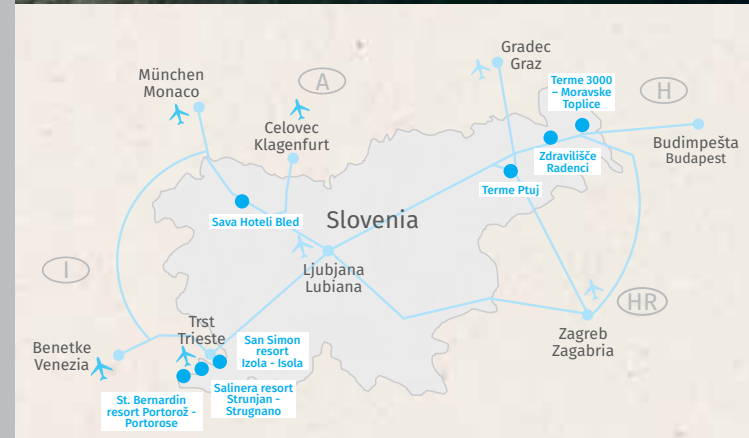 Gradec
Graz
München
Monaco
A
Terme 3000
– Moravske
Toplice
H
Celovec
Klagenfurt
Budimpešta
Budapest
Zdravilišče
Radenci
Terme Ptuj
Sava Hoteli Bled
Slovenia
Ljubjana
Lubiana
I
HR
Trst
Trieste
Zagreb
Zagabria
Benetke
Venezia
San Simon
resort
Izola - Isola
Salinera resort
Strunjan -
Strugnano
St. Bernardin
resort Portorož -
Portorose